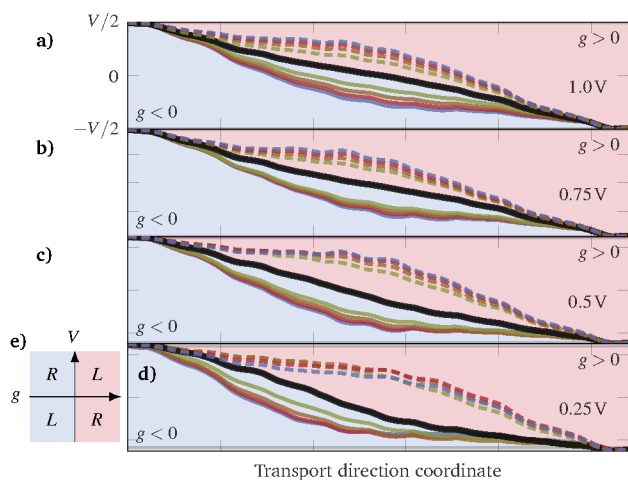 V/2
a)
g > 0
0
1.0 V
g < 0
−V/2
b)
g > 0
0.75 V
g < 0
c)
g > 0
0.5 V
g < 0
e)
V
d)
g > 0
R L
g
0.25 V
L R
g < 0
Transport direction coordinate